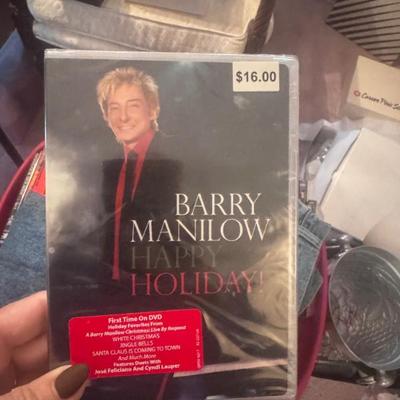 $16.00
BARRY
MANILOW
HAPPY
HOLIDAY!
First Time On DVD
Holiday Favorites From
A Barry Manilow Christmas: Live By Request
WHITE CHRISTMAS
JINGLE BELLS
SANTA CLAUS IS COMING TO TOWN
And Much More
Features Duets With
José Feliciano And Cyndi Lauper